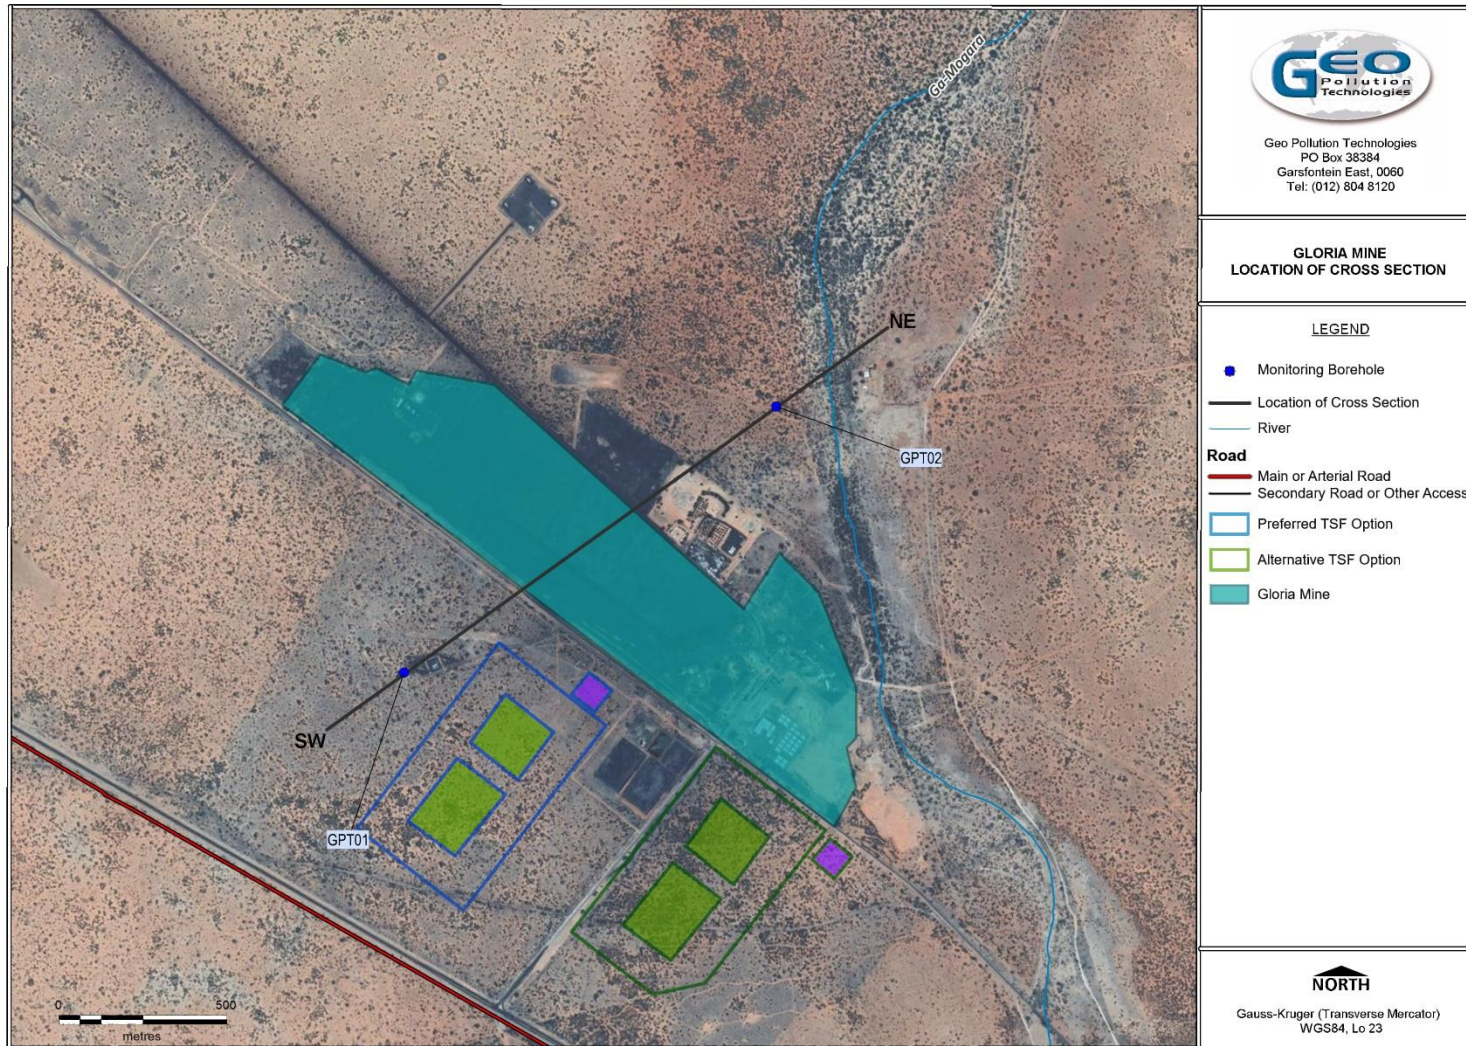 Ga-Mogara
NE
GPT02
SW
GPT01
0 500
metres
GEO
Pollution
Technologies
Geo Pollution Technologies
PO Box 38384
Garsfontein East, 0060
Tel: (012) 804 8120
GLORIA MINE
LOCATION OF CROSS SECTION
LEGEND
Monitoring Borehole
Location of Cross Section
River
Road
Main or Arterial Road
Secondary Road or Other Access
Preferred TSF Option
Alternative TSF Option
Gloria Mine
NORTH
Gauss-Kruger (Transverse Mercator)
WGS84, Lo 23